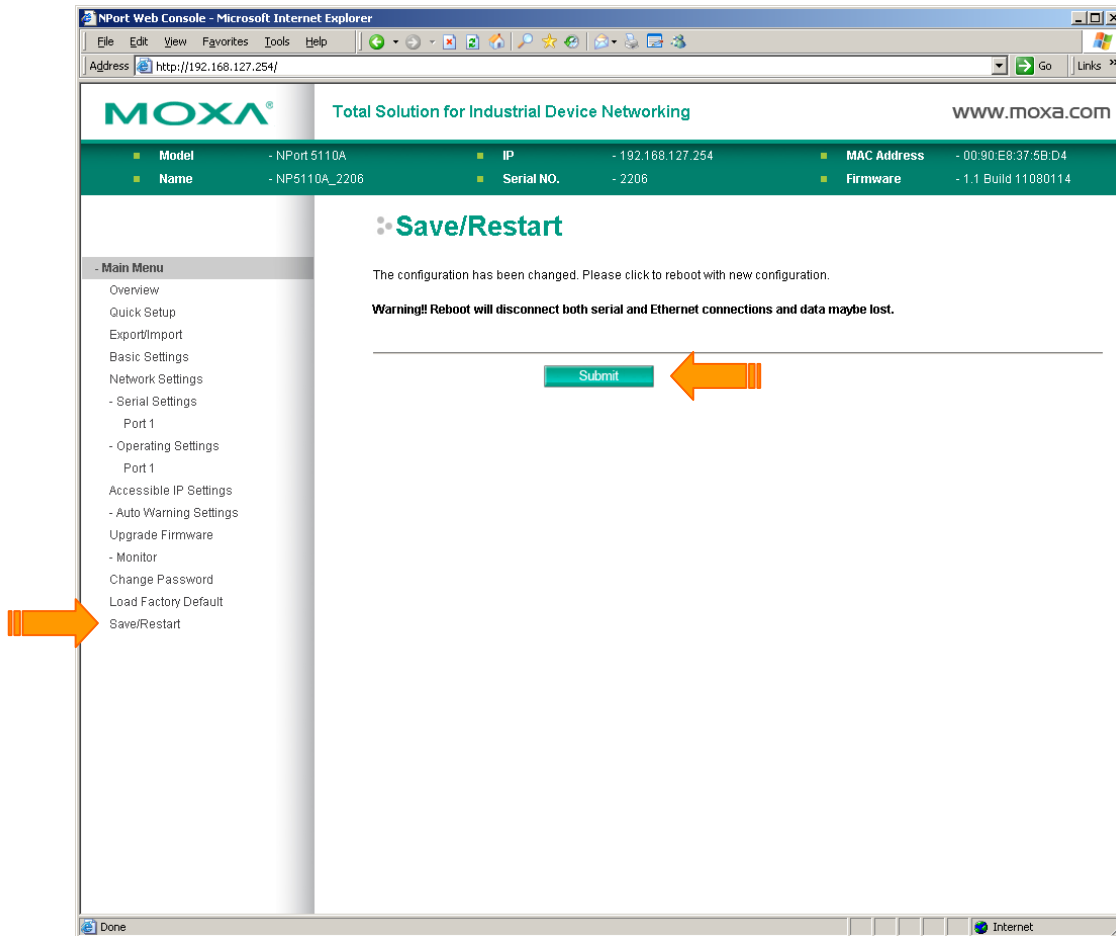 NPort Web Console - Microsoft Internet Explorer
File Edit View Favorites Tools Help
Address http://192.168.127.254/ Go Links »
MOXA® Total Solution for Industrial Device Networking www.moxa.com
Model - NPort 5110A IP - 192.168.127.254 MAC Address - 00:90:E8:37:5B:D4
Name - NP5110A_2206 Serial NO. - 2206 Firmware - 1.1 Build 11080114
Save/Restart
- Main Menu
Overview
Quick Setup
Export/Import
Basic Settings
Network Settings
- Serial Settings
Port 1
- Operating Settings
Port 1
Accessible IP Settings
- Auto Warning Settings
Upgrade Firmware
- Monitor
Change Password
Load Factory Default
Save/Restart
The configuration has been changed. Please click to reboot with new configuration.
Warning!! Reboot will disconnect both serial and Ethernet connections and data maybe lost.
Submit
Done Internet